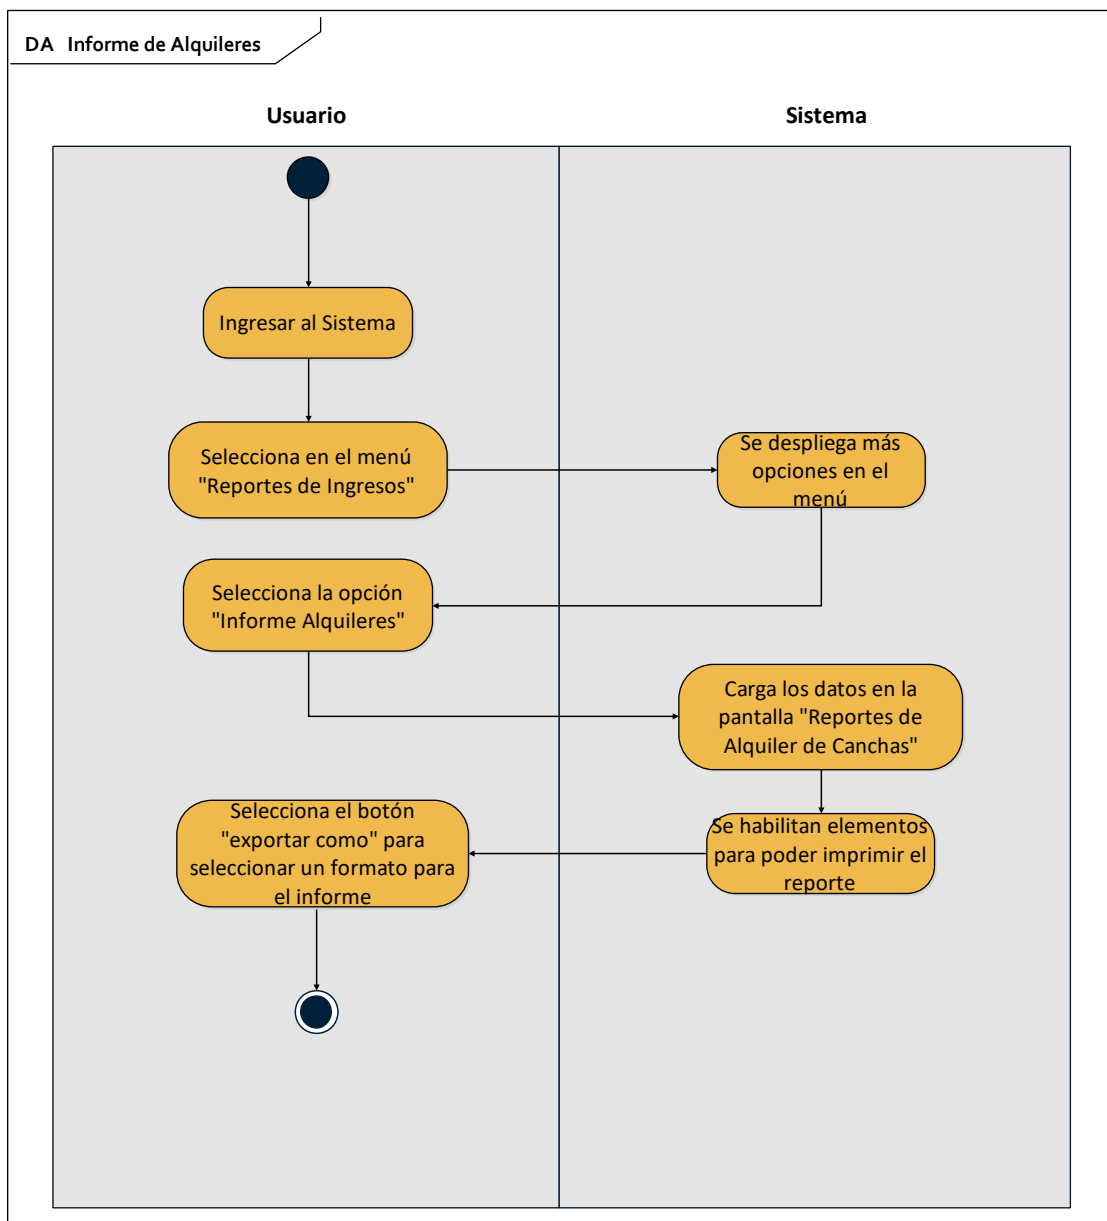 DA Informe de Alquileres
Usuario
Sistema
Ingresar al Sistema
Selecciona en el menú
"Reportes de Ingresos"
Se despliega más
opciones en el
menú
Selecciona la opción
"Informe Alquileres"
Carga los datos en la
pantalla "Reportes de
Alquiler de Canchas"
Se habilitan elementos
para poder imprimir el
reporte
Selecciona el botón
"exportar como" para
seleccionar un formato para
el informe